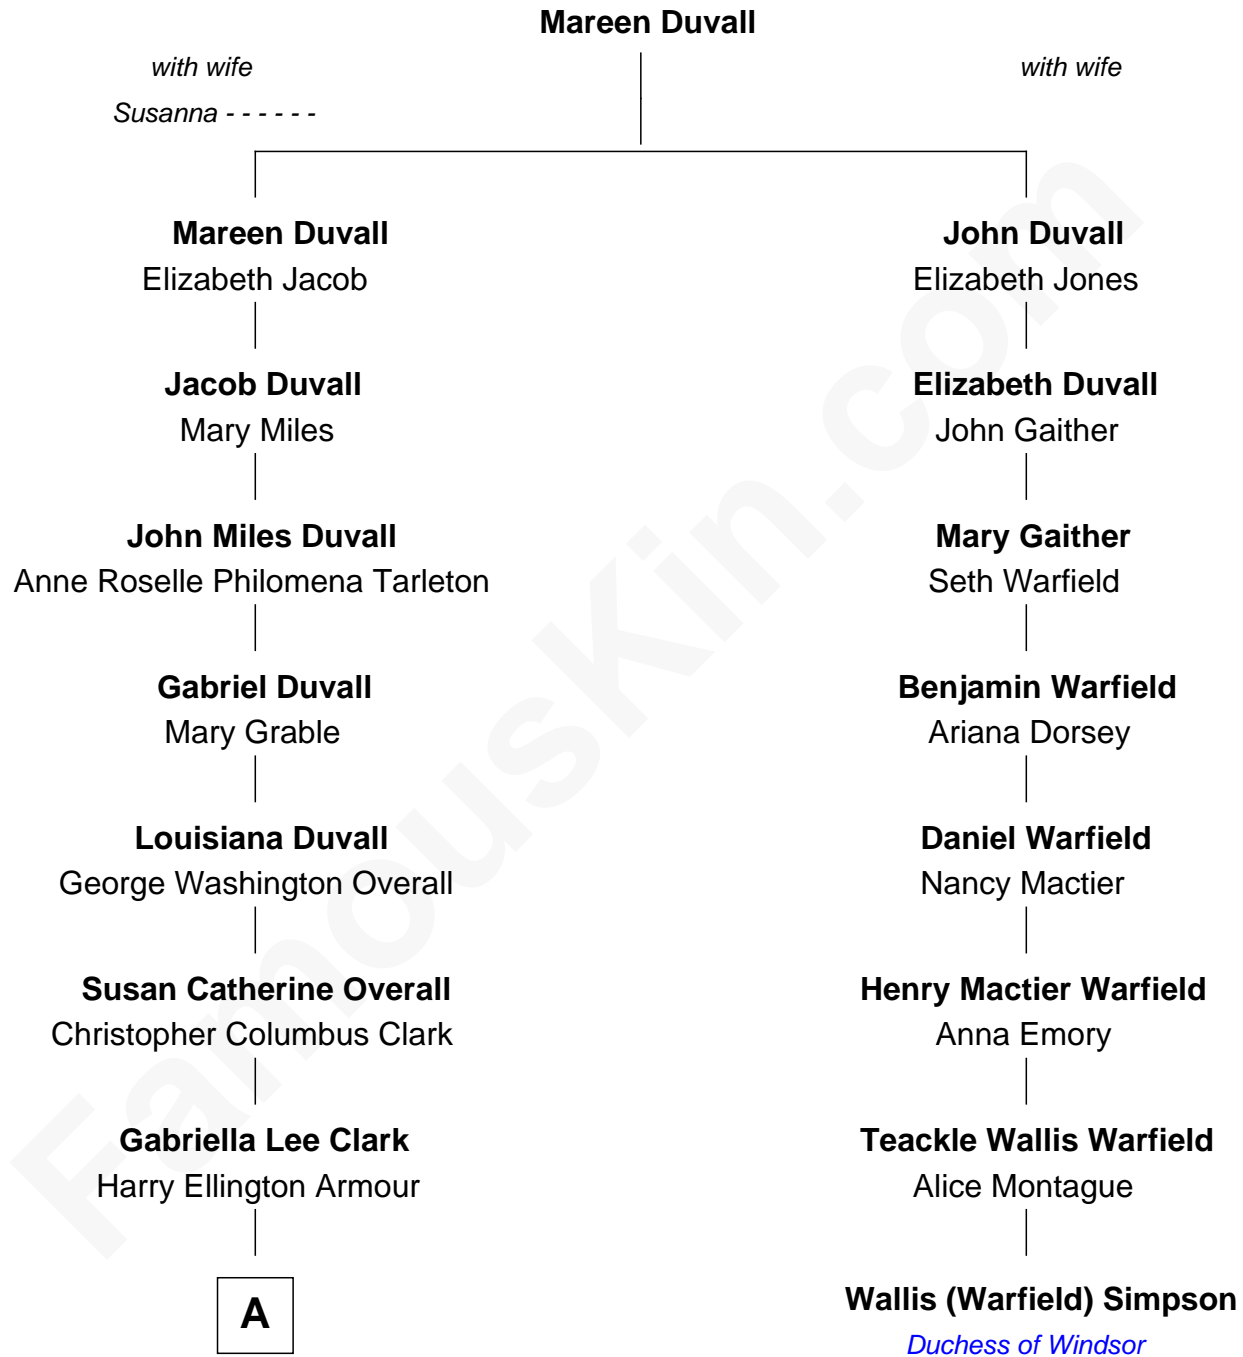 Mareen Duvall
with wife
with wife
Susanna - - - - - -
Mareen Duvall
John Duvall
Elizabeth Jacob
Elizabeth Jones
Jacob Duvall
Elizabeth Duvall
Mary Miles
John Gaither
John Miles Duvall
Mary Gaither
Anne Roselle Philomena Tarleton
Seth Warfield
Gabriel Duvall
Benjamin Warfield
Mary Grable
Ariana Dorsey
Louisiana Duvall
Daniel Warfield
George Washington Overall
Nancy Mactier
Susan Catherine Overall
Henry Mactier Warfield
Christopher Columbus Clark
Anna Emory
Gabriella Lee Clark
Teackle Wallis Warfield
Harry Ellington Armour
Alice Montague
A
Wallis (Warfield) Simpson
Duchess of Windsor
FamousKin.com